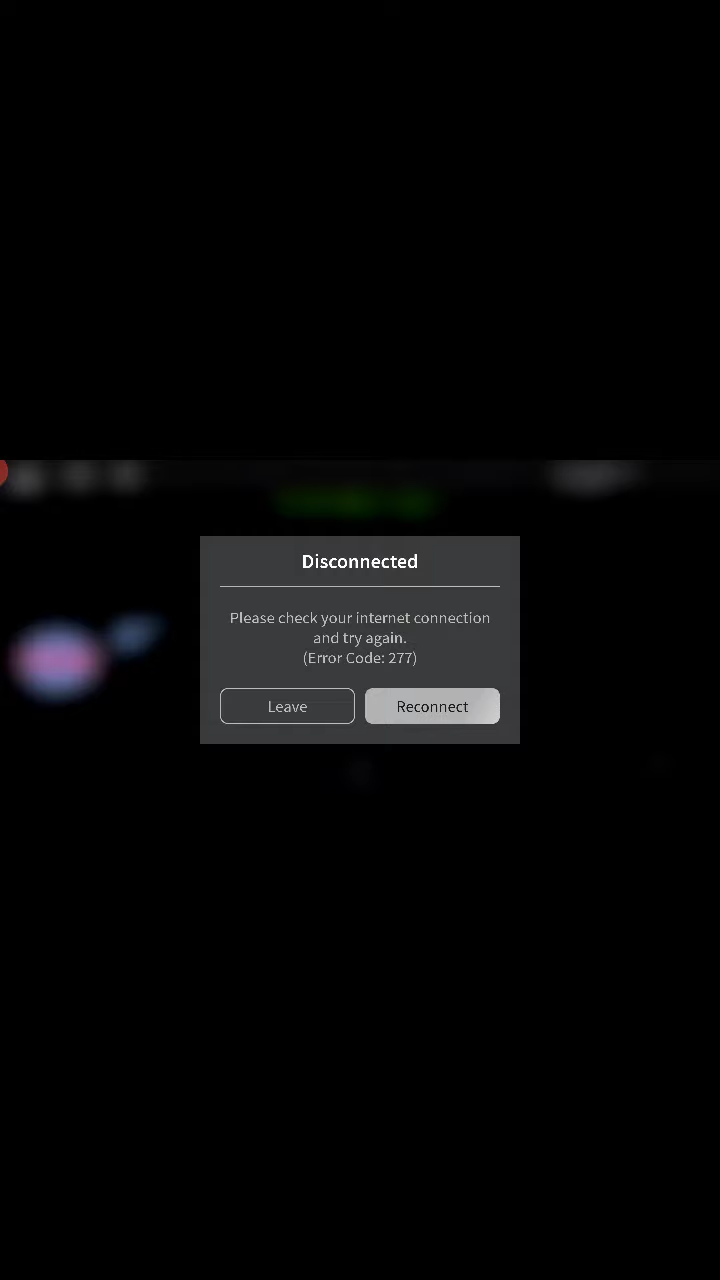 Disconnected
Please check your internet connection
and try again.
(Error Code: 277)
Leave
Reconnect